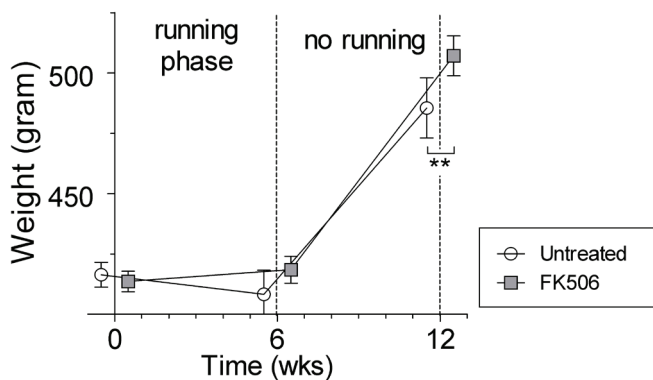 running
phase
no running
500
450
Weight (gram)
**
0
6
12
Time (wks)
Untreated
FK506